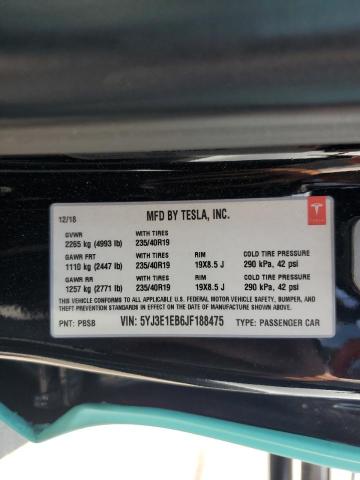 12/18 MFD BY TESLA, INC.
GVWR WITH TIRES
2265 kg (4993 lb) 235/40R19
GAWR FRT WITH TIRES RIM COLD TIRE PRESSURE
1110 kg (2447 lb) 235/40R19 19X8.5 J 290 kPa, 42 psi
GAWR RR WITH TIRES RIM COLD TIRE PRESSURE
1257 kg (2771 lb) 235/40R19 19X8.5 J 290 kPa, 42 psi
THIS VEHICLE CONFORMS TO ALL APPLICABLE U.S. FEDERAL MOTOR VEHICLE SAFETY, BUMPER, AND
THEFT PREVENTION STANDARDS IN EFFECT ON THE DATE OF MANUFACTURE SHOWN ABOVE.
PNT: PBSB VIN: 5YJ3E1EB6JF188475 TYPE: PASSENGER CAR